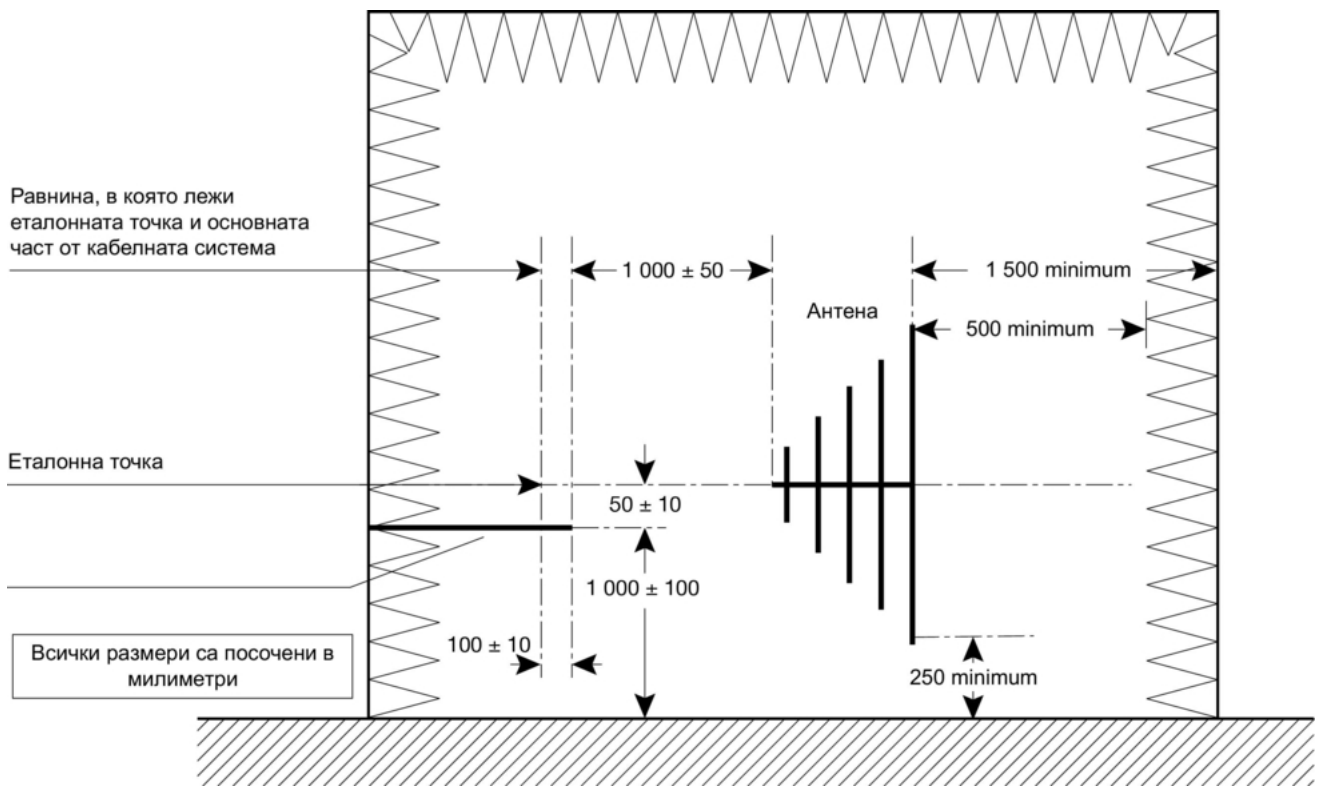 Равнина, в която лежи
еталонната точка и основната
част от кабелната система
1 000 ± 50
1 500 minimum
Антена
500 minimum
Еталонна точка
50 ± 10
1 000 ± 100
Всички размери са посочени в
милиметри
100 ± 10
250 minimum